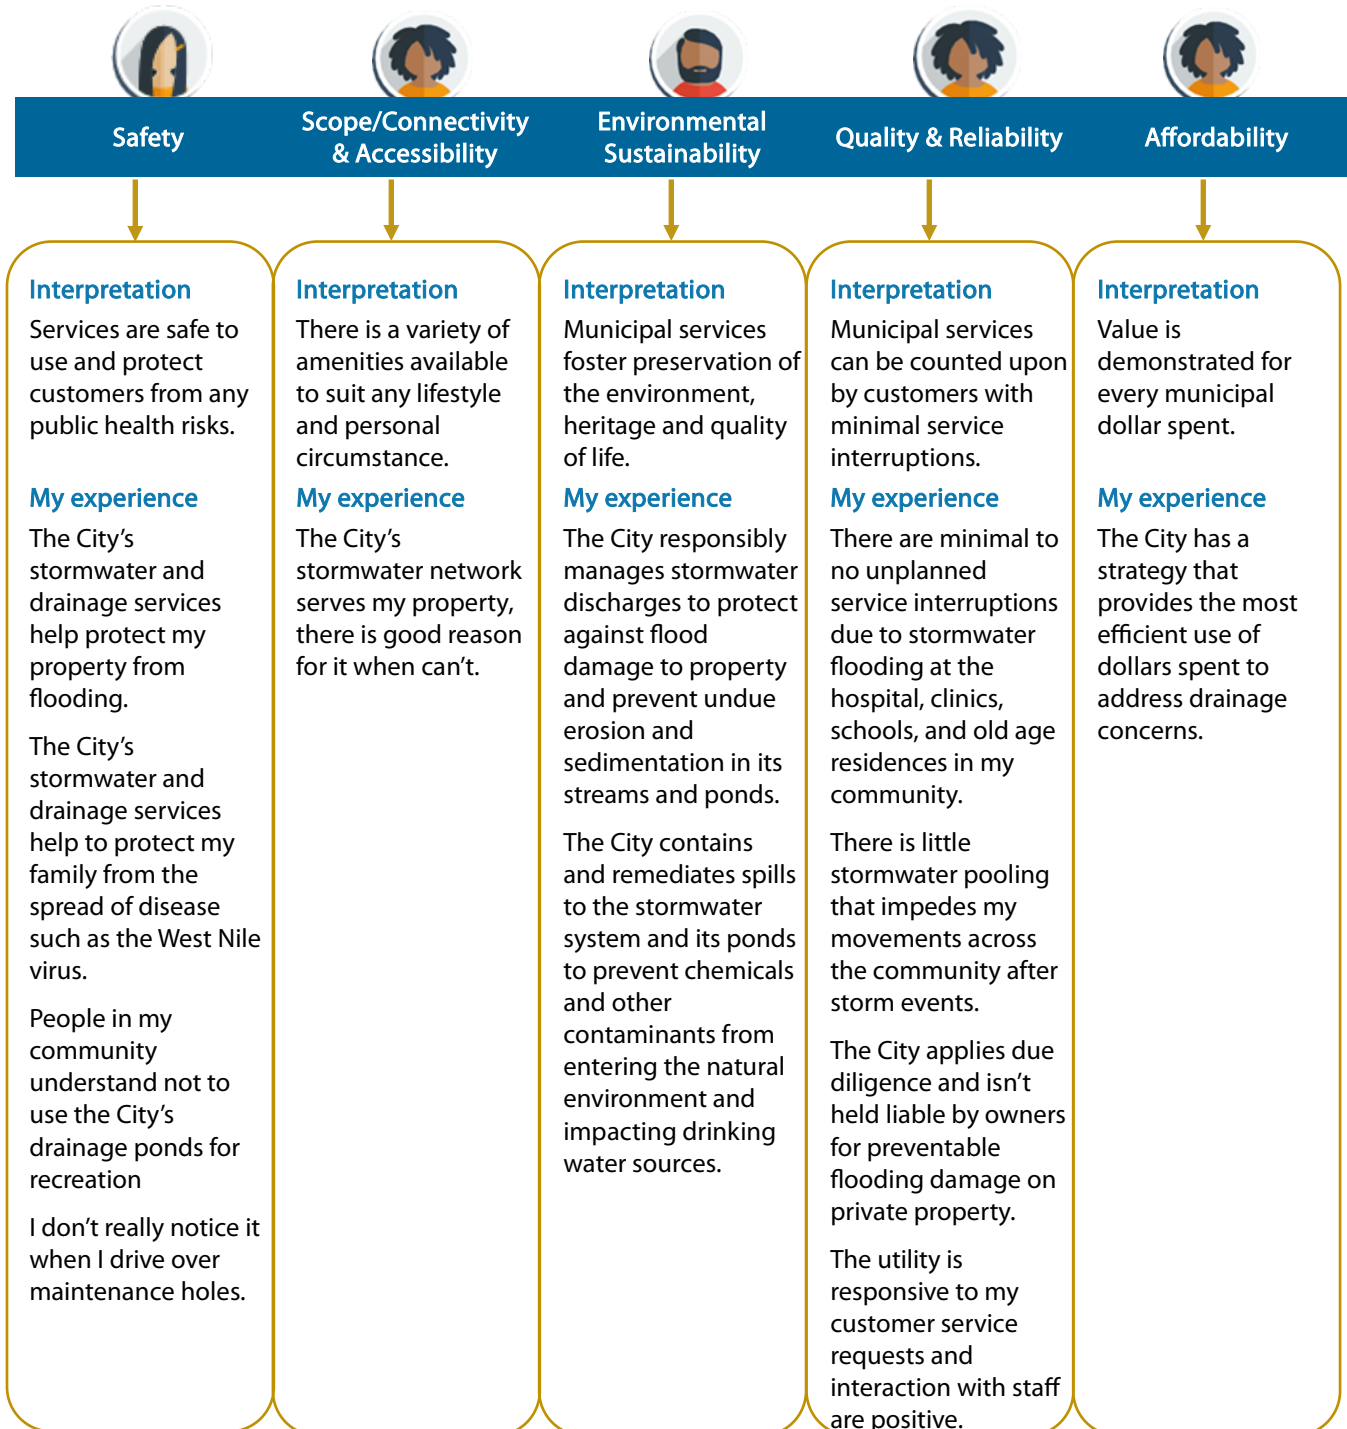 Safety
Scope/Connectivity
& Accessibility
Environmental
Sustainability
Quality & Reliability
Affordability
Interpretation
Services are safe to
use and protect
customers from any
public health risks.
My experience
The City’s
stormwater and
drainage services
help protect my
property from
flooding.
The City’s
stormwater and
drainage services
help to protect my
family from the
spread of disease
such as the West Nile
virus.
People in my
community
understand not to
use the City’s
drainage ponds for
recreation
I don’t really notice it
when I drive over
maintenance holes.
Interpretation
There is a variety of
amenities available
to suit any lifestyle
and personal
circumstance.
My experience
The City’s
stormwater network
serves my property,
there is good reason
for it when can’t.
Interpretation
Municipal services
foster preservation of
the environment,
heritage and quality
of life.
My experience
The City responsibly
manages stormwater
discharges to protect
against flood
damage to property
and prevent undue
erosion and
sedimentation in its
streams and ponds.
The City contains
and remediates spills
to the stormwater
system and its ponds
to prevent chemicals
and other
contaminants from
entering the natural
environment and
impacting drinking
water sources.
Interpretation
Municipal services
can be counted upon
by customers with
minimal service
interruptions.
My experience
There are minimal to
no unplanned
service interruptions
due to stormwater
flooding at the
hospital, clinics,
schools, and old age
residences in my
community.
There is little
stormwater pooling
that impedes my
movements across
the community after
storm events.
The City applies due
diligence and isn’t
held liable by owners
for preventable
flooding damage on
private property.
The utility is
responsive to my
customer service
requests and
interaction with staff
are positive.
Interpretation
Value is
demonstrated for
every municipal
dollar spent.
My experience
The City has a
strategy that
provides the most
efficient use of
dollars spent to
address drainage
concerns.